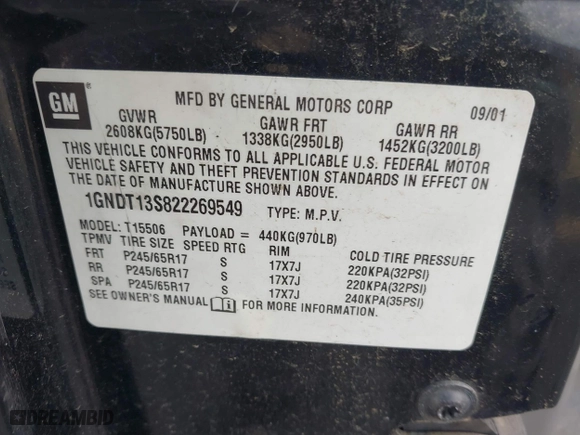 GM ®
MFD BY GENERAL MOTORS CORP 09/01
GVWR GAWR FRT GAWR RR
2608KG(5750LB) 1338KG(2950LB) 1452KG(3200LB)
THIS VEHICLE CONFORMS TO ALL APPLICABLE U.S. FEDERAL MOTOR
VEHICLE SAFETY AND THEFT PREVENTION STANDARDS IN EFFECT ON
THE DATE OF MANUFACTURE SHOWN ABOVE.
1GNDT13S822269549 TYPE: M.P.V.
MODEL: T15506 PAYLOAD = 440KG(970LB)
TPMV TIRE SIZE SPEED RTG RIM COLD TIRE PRESSURE
FRT P245/65R17 S 17X7J 220KPA(32PSI)
RR P245/65R17 S 17X7J 220KPA(32PSI)
SPA P245/65R17 S 17X7J 240KPA(35PSI)
SEE OWNER'S MANUAL FOR MORE INFORMATION.
DREAMBID